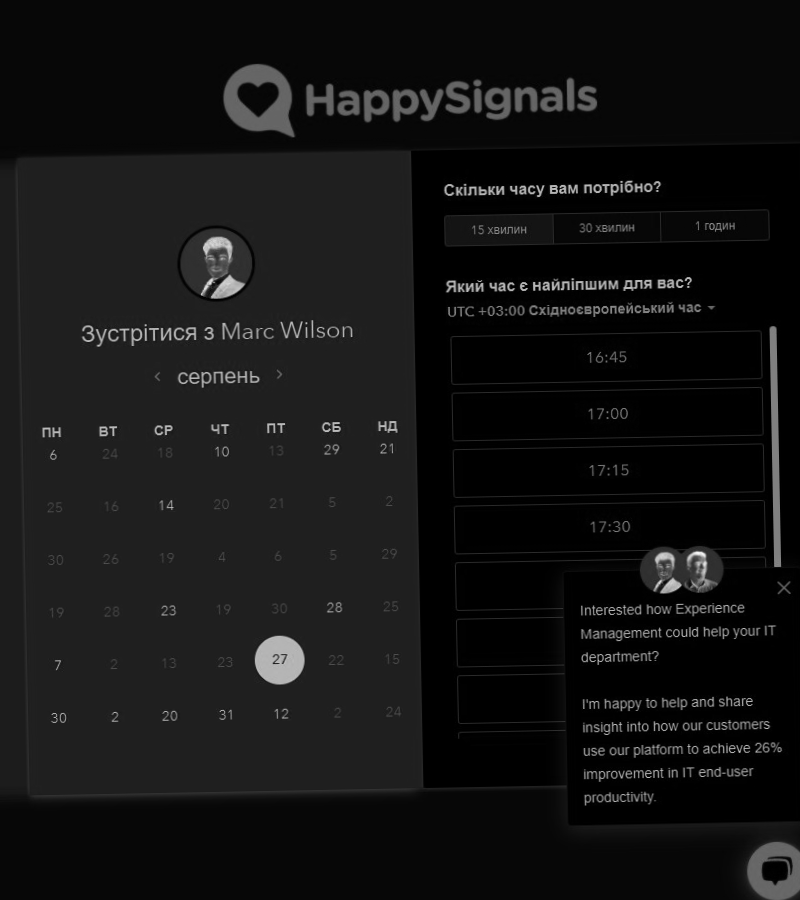 HappySignals
Зустрітися з Marc Wilson
серпень
ПН ВТ СР ЧТ ПТ СБ НД
6 24 18 10 13 29 21
25 16 14 20 21 5 2
30 26 19 4 6 5 29
19 28 23 19 30 28 25
7 2 13 23 27 22 15
30 2 20 31 12 2 24
Скільки часу вам потрібно?
15 хвилин 30 хвилин 1 годин
Який час є найліпшим для вас?
UTC +03:00 Східноєвропейський час
16:45
17:00
17:15
17:30
Interested how Experience
Management could help your IT
department?
I'm happy to help and share
insight into how our customers
use our platform to achieve 26%
improvement in IT end-user
productivity.